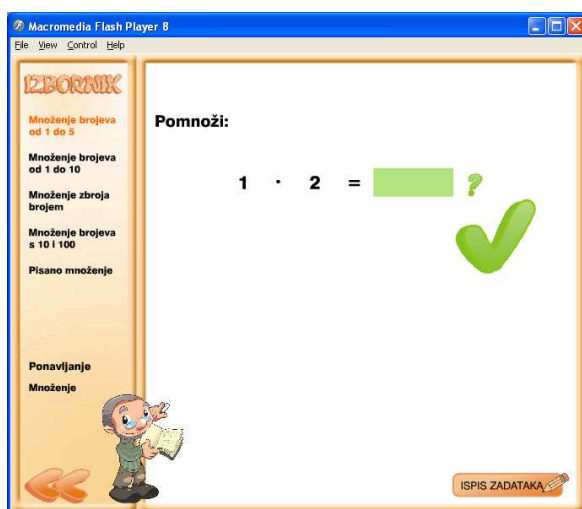 Macromedia Flash Player 8
File View Control Help
IZBORNIK
Množenje brojeva
od 1 do 5
Množenje brojeva
od 1 do 10
Množenje zbroja
brojem
Množenje brojeva
s 10 i 100
Pisano množenje
Ponavljanje
Množenje
Pomnoži:
1 · 2 = ?
ISPIS ZADATAKA